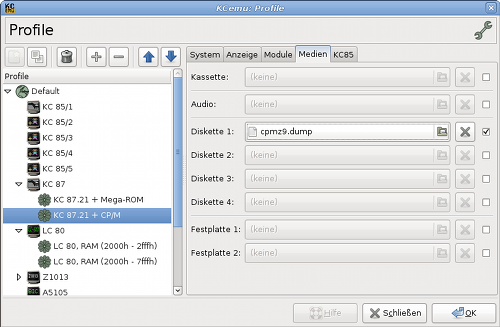 KCemu: Profile
Profile
System Anzeige Module Medien KC85
Profile
Default
KC 85/1
KC 85/2
KC 85/3
KC 85/4
KC 85/5
KC 87
KC 87.21 + Mega-ROM
KC 87.21 + CP/M
LC 80
LC 80, RAM (2000h - 2fffh)
LC 80, RAM (2000h - 7fffh)
Z1013
A5105
Kassette: (keine)
Audio: (keine)
Diskette 1: cpmz9.dump
Diskette 2: (keine)
Diskette 3: (keine)
Diskette 4: (keine)
Festplatte 1: (keine)
Festplatte 2: (keine)
Hilfe Schließen OK